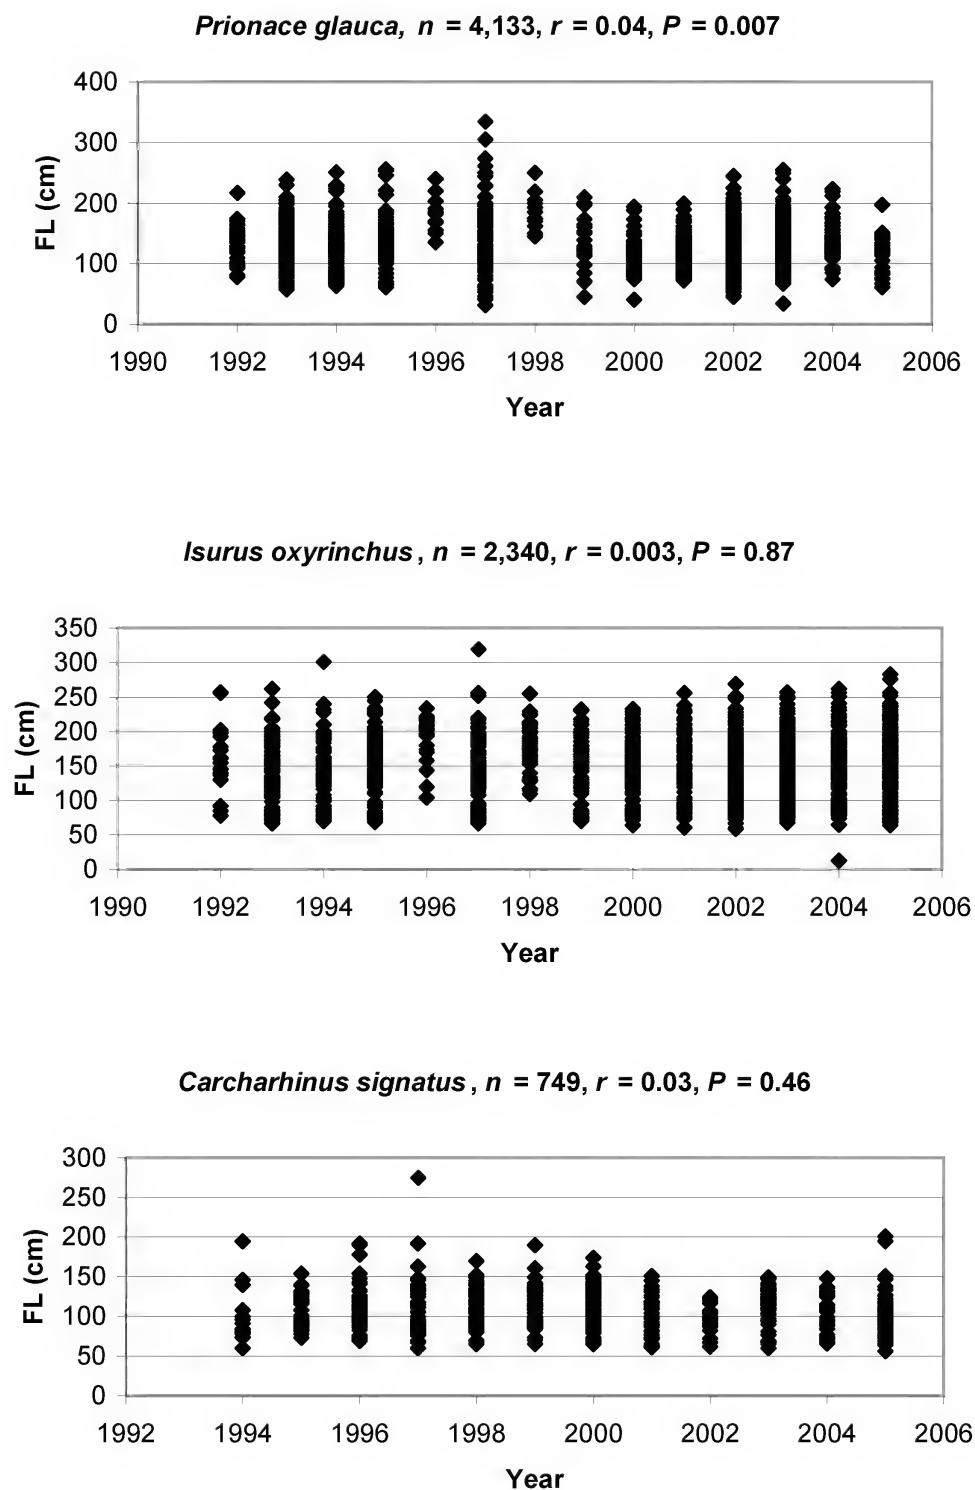 Prionace glauca, n = 4,133, r = 0.04, P = 0.007
400
300
200
100
0
FL (cm)
1990 1992 1994 1996 1998 2000 2002 2004 2006
Year
Isurus oxyrinchus, n = 2,340, r = 0.003, P = 0.87
350
300
250
200
150
100
50
0
FL (cm)
1990 1992 1994 1996 1998 2000 2002 2004 2006
Year
Carcharhinus signatus, n = 749, r = 0.03, P = 0.46
300
250
200
150
100
50
0
FL (cm)
1992 1994 1996 1998 2000 2002 2004 2006
Year